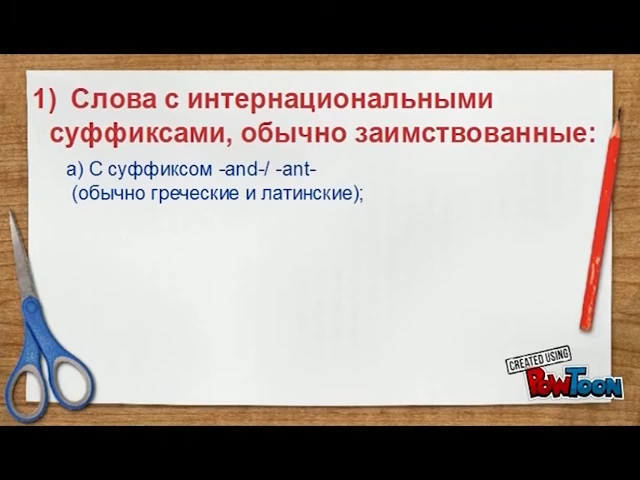 1) Слова с интернациональными
суффиксами, обычно заимствованные:
а) С суффиксом -and-/ -ant-
(обычно греческие и латинские);
CREATED USING
POWTOON